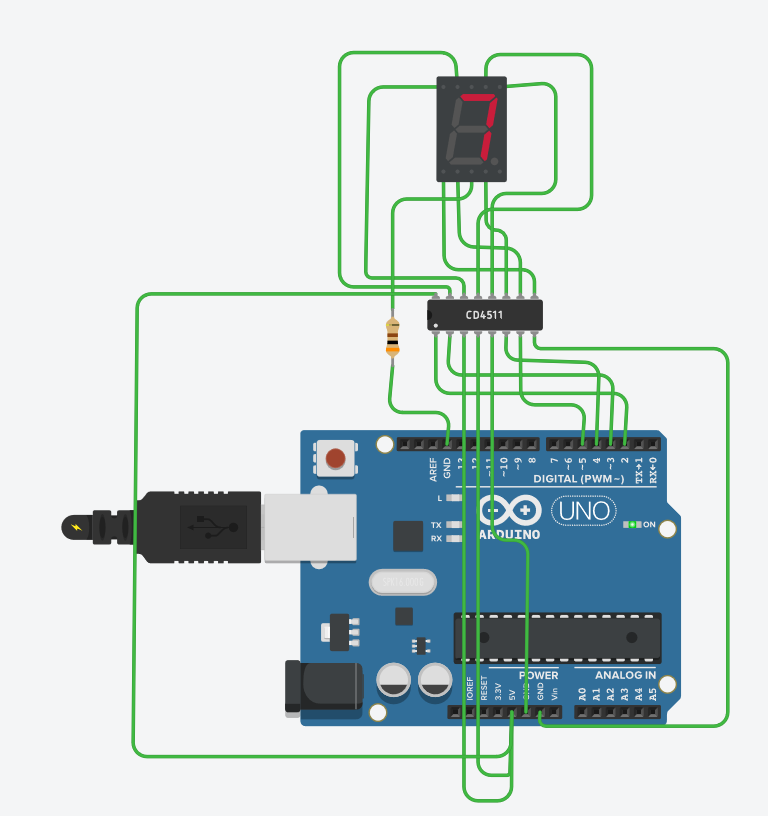 CD4511
AREF
GND
13
12
~11
~10
~9
8
7
~6
~5
4
~3
2
TX→1
RX←0
DIGITAL (PWM~)
L
TX
RX
UNO
ARDUINO
ON
POWER
ANALOG IN
IOREF
RESET
3.3V
5V
GND
GND
Vin
A0
A1
A2
A3
A4
A5